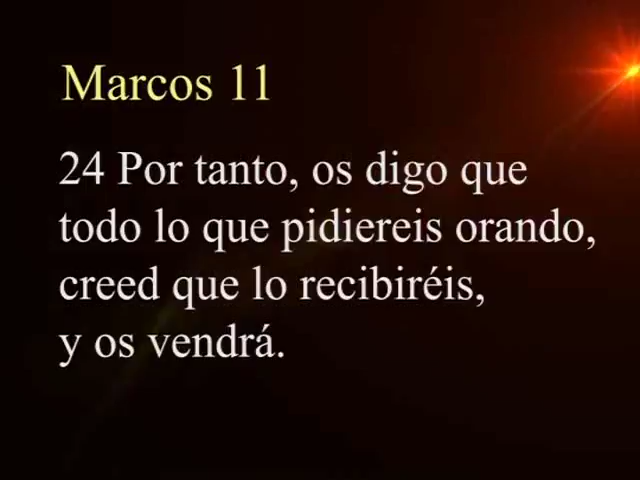 Marcos 11
24 Por tanto, os digo que
todo lo que pidiereis orando,
creed que lo recibiréis,
y os vendrá.